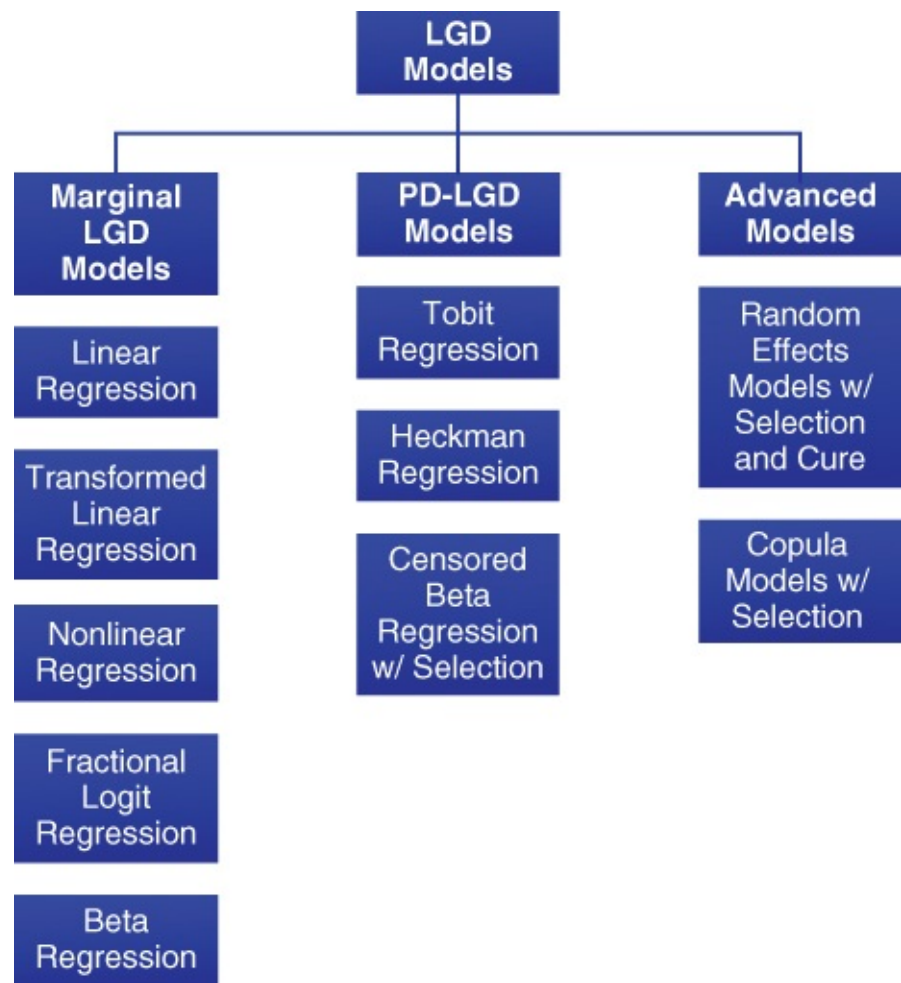 LGD
Models
Marginal
LGD
Models
Linear
Regression
Transformed
Linear
Regression
Nonlinear
Regression
Fractional
Logit
Regression
Beta
Regression
PD-LGD
Models
Tobit
Regression
Heckman
Regression
Censored
Beta
Regression
w/ Selection
Advanced
Models
Random
Effects
Models w/
Selection
and Cure
Copula
Models w/
Selection